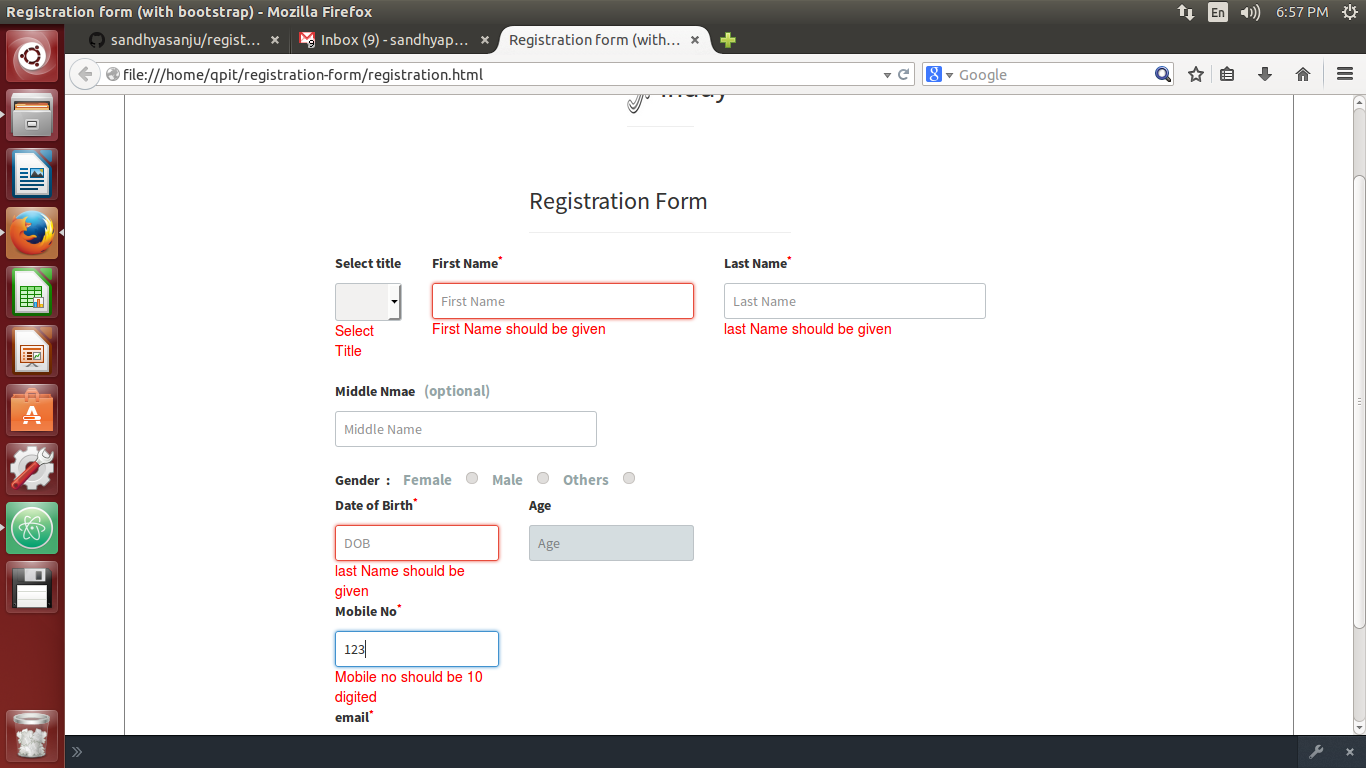 Registration form (with bootstrap) - Mozilla Firefox
En
6:57 PM
sandhyasanju/regist... ×
Inbox (9) - sandhyap... ×
Registration form (with... ×
file:///home/qpit/registration-form/registration.html
8 Google
Registration Form
Select title
First Name*
Last Name*
First Name
Last Name
Select
Title
First Name should be given
last Name should be given
Middle Nmae (optional)
Middle Name
Gender : Female Male Others
Date of Birth*
Age
DOB
Age
last Name should be
given
Mobile No*
123
Mobile no should be 10
digited
email*